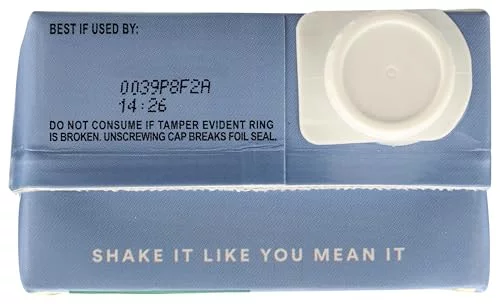 BEST IF USED BY:
0039P8F2A
14:26
DO NOT CONSUME IF TAMPER EVIDENT RING
IS BROKEN. UNSCREWING CAP BREAKS FOIL SEAL.
SHAKE IT LIKE YOU MEAN IT